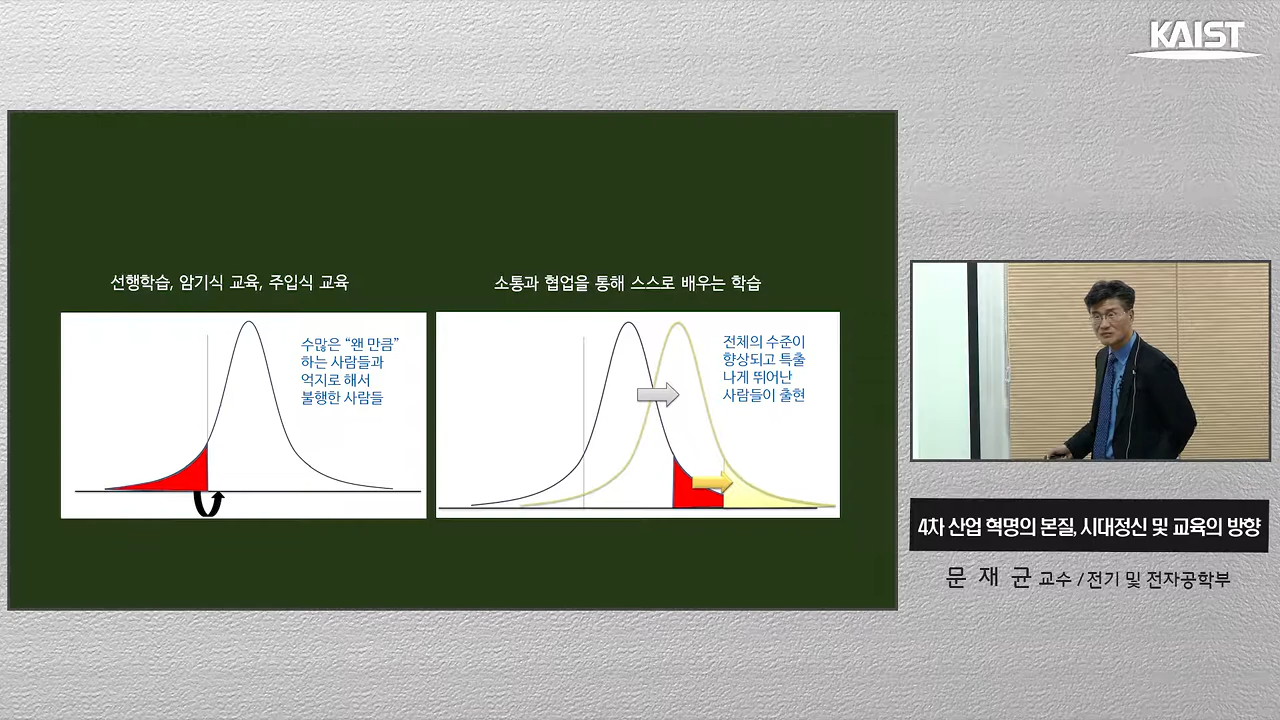 KAIST
선행학습, 암기식 교육, 주입식 교육
수많은 “왠 만큼”
하는 사람들과
억지로 해서
불행한 사람들
소통과 협업을 통해 스스로 배우는 학습
전체의 수준이
향상되고 특출
나게 뛰어난
사람들이 출현
4차 산업 혁명의 본질, 시대정신 및 교육의 방향
문 재 균 교수 / 전기 및 전자공학부